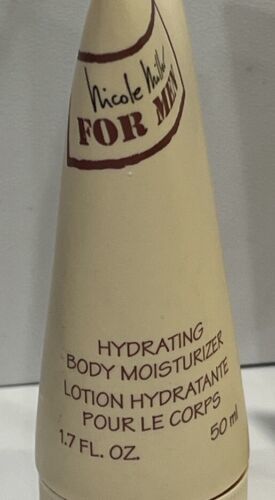 Nicole Miller
FOR MEN
HYDRATING
BODY MOISTURIZER
LOTION HYDRATANTE
POUR LE CORPS
1.7 FL. OZ. 50 ml